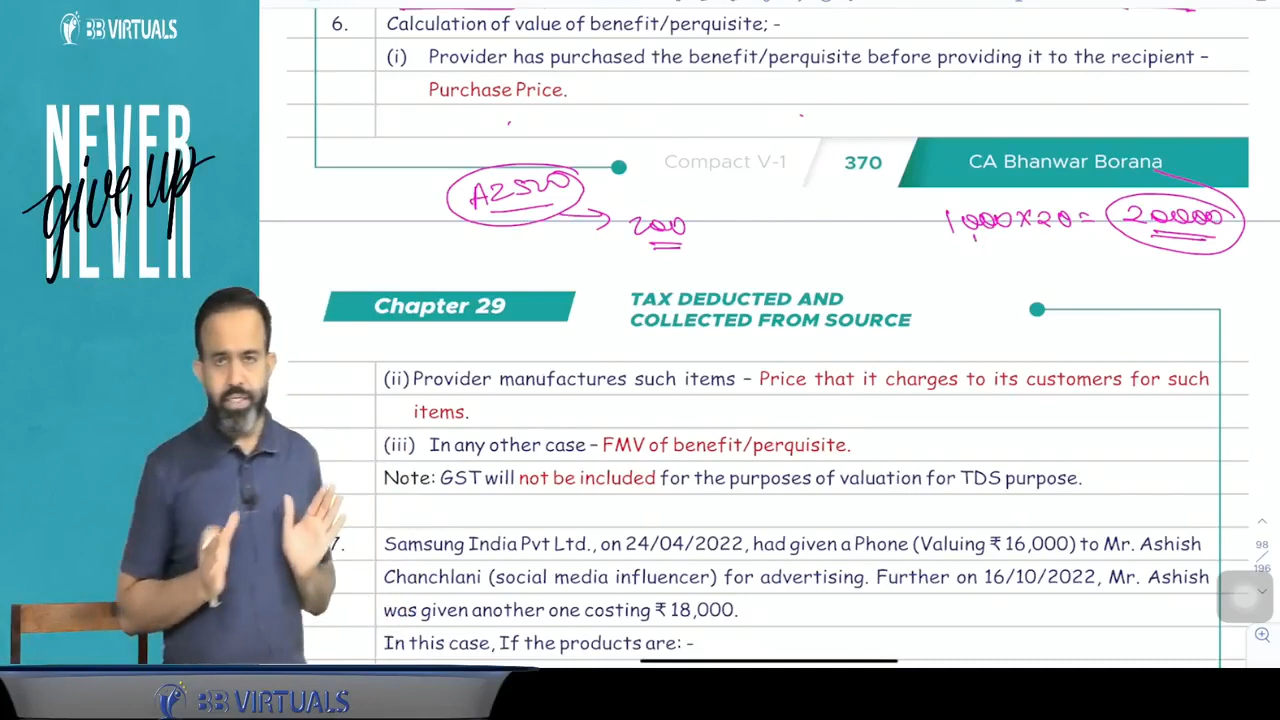 BB VIRTUALS
NEVER
give up
NEVER
6. Calculation of value of benefit/perquisite; -
(i) Provider has purchased the benefit/perquisite before providing it to the recipient –
Purchase Price.
Compact V-1 370 CA Bhanwar Borana
200
1,000x20= 20000
Chapter 29
TAX DEDUCTED AND
COLLECTED FROM SOURCE
(ii) Provider manufactures such items – Price that it charges to its customers for such
items.
(iii) In any other case – FMV of benefit/perquisite.
Note: GST will not be included for the purposes of valuation for TDS purpose.
7. Samsung India Pvt Ltd., on 24/04/2022, had given a Phone (Valuing ₹ 16,000) to Mr. Ashish
Chanchlani (social media influencer) for advertising. Further on 16/10/2022, Mr. Ashish
was given another one costing ₹ 18,000.
In this case, If the products are: -
98
196
BB VIRTUALS